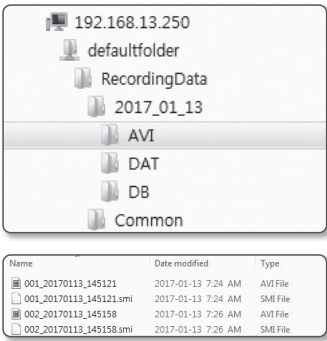 192.168.13.250
defaultfolder
RecordingData
2017_01_13
AVI
DAT
DB
Common
Name Date modified Type
001_20170113_145121 2017-01-13 7:24 AM AVI File
001_20170113_145121.smi 2017-01-13 7:24 AM SMI File
002_20170113_145158 2017-01-13 7:26 AM AVI File
002_20170113_145158.smi 2017-01-13 7:26 AM SMI File